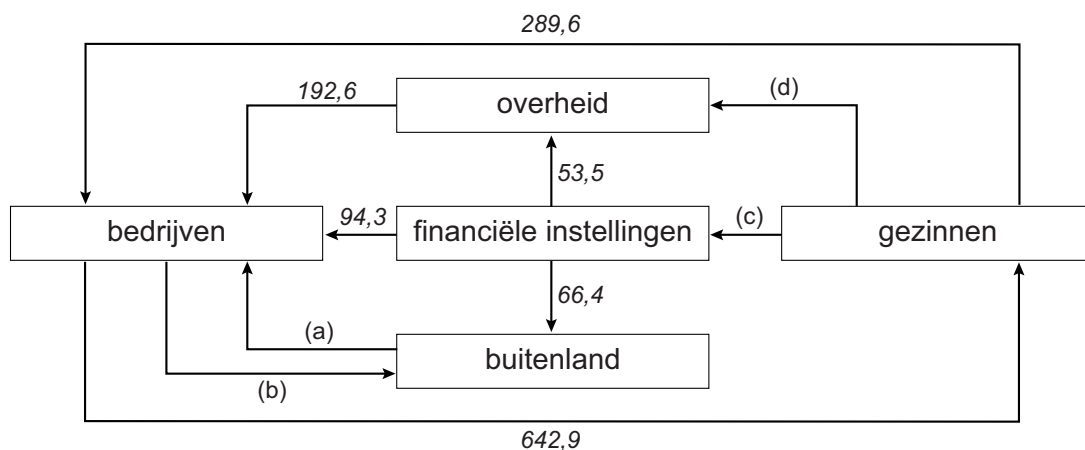 289,6
192,6
overheid
(d)
53,5
bedrijven
94,3
financiële instellingen
(c)
gezinnen
66,4
(a)
buitenland
(b)
642,9